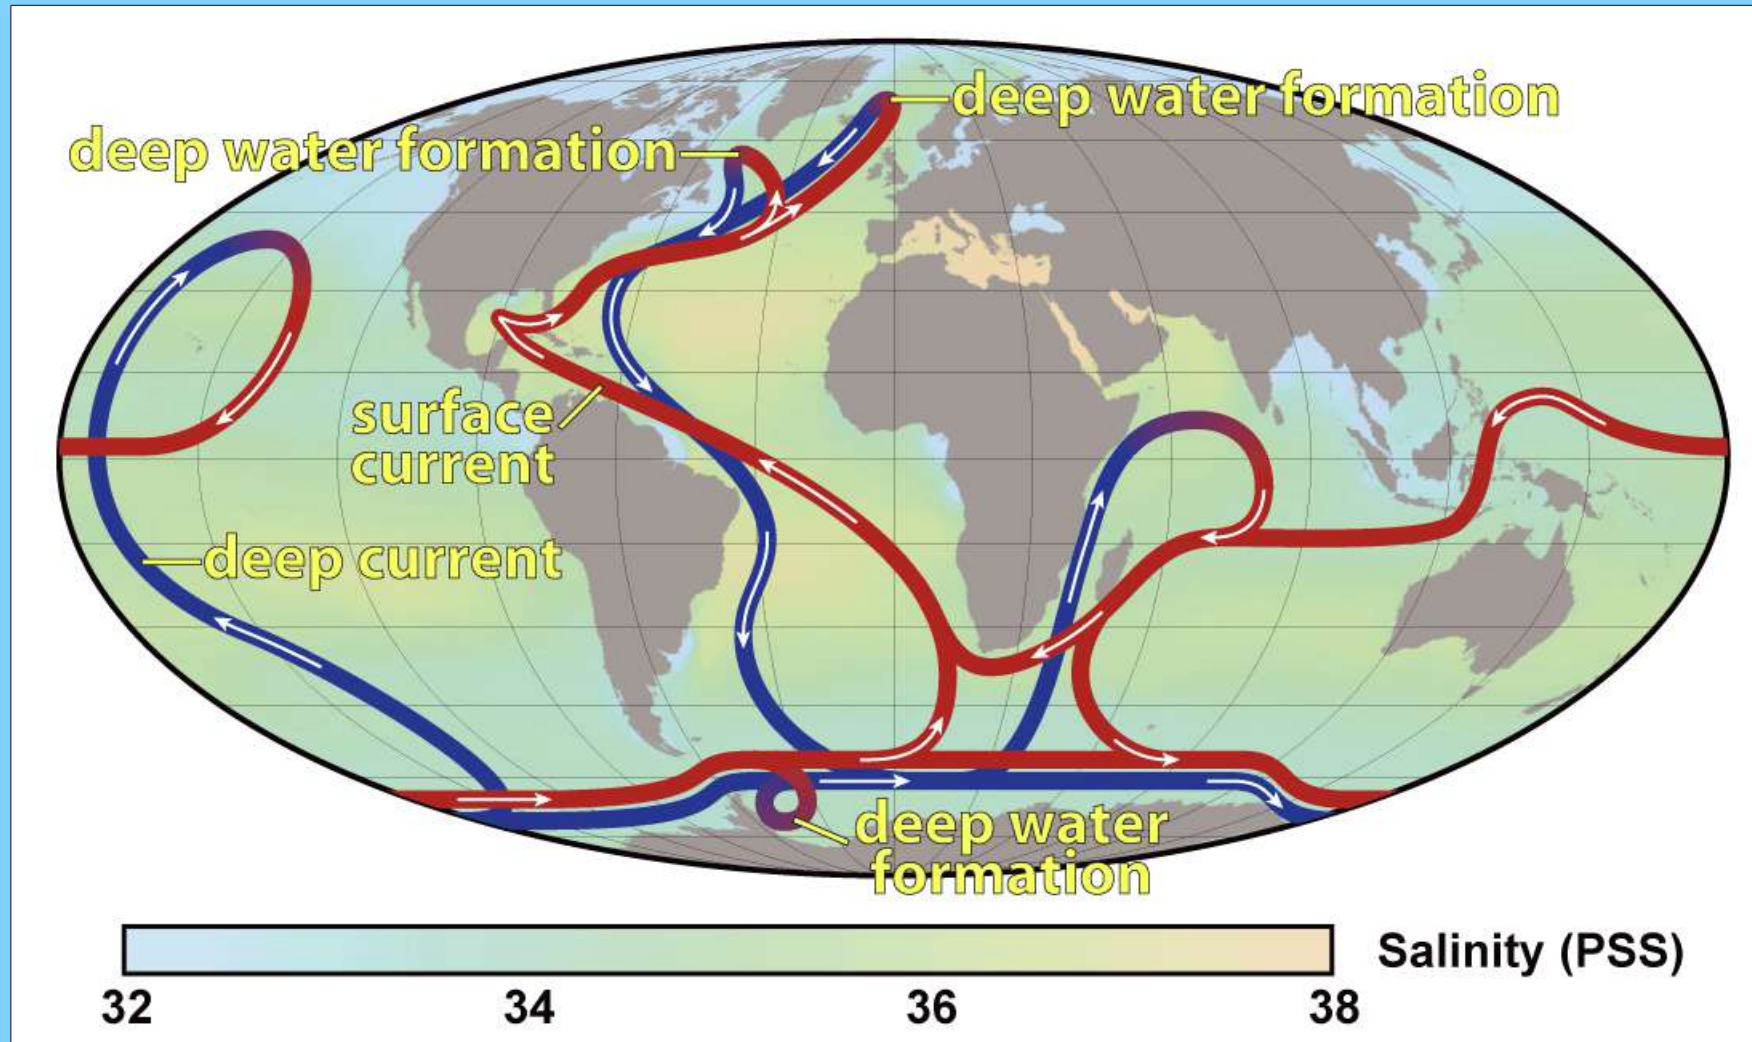 deep water formation
deep water formation
surface
current
deep current
deep water
formation
Salinity (PSS)
32 34 36 38